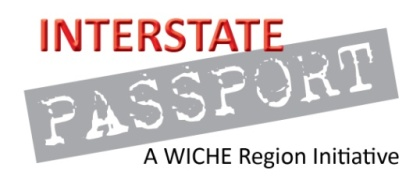 INTERSTATE
PASSPORT
A WICHE Region Initiative